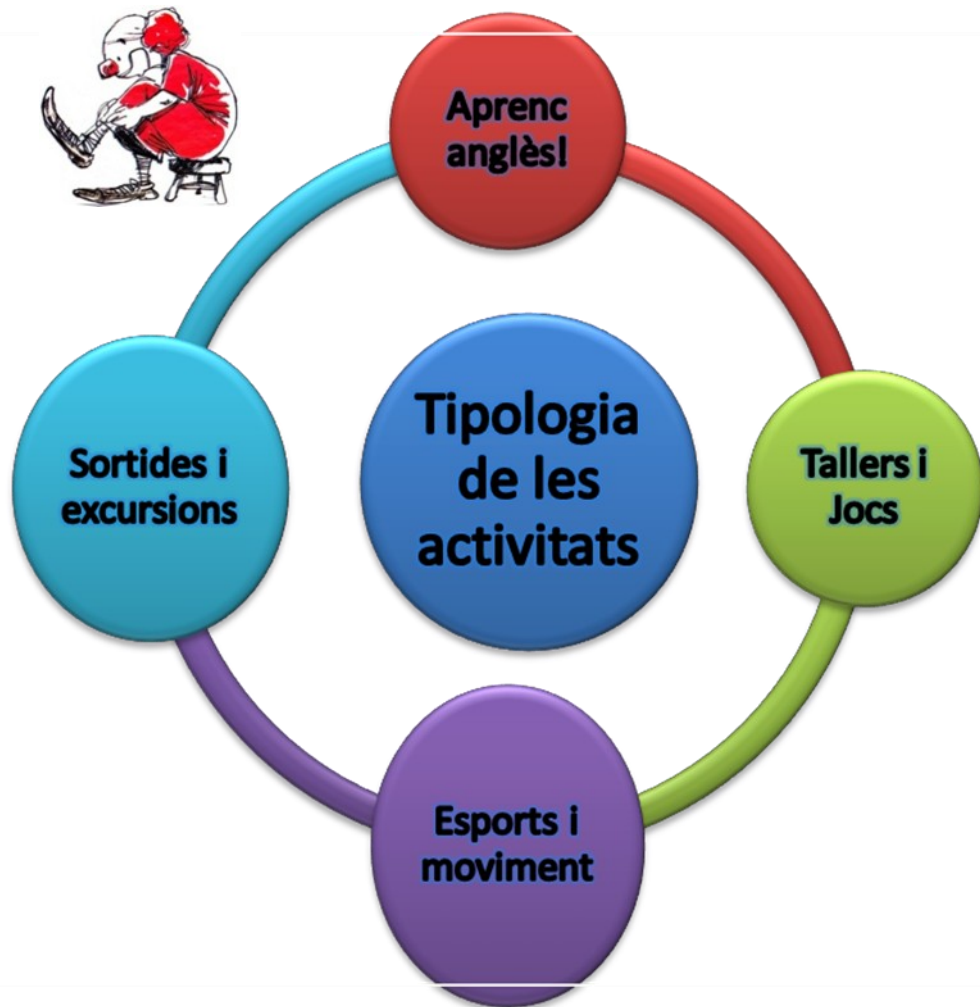 Aprenc
anglès!
Tipologia
de les
activitats
Sortides i
excursions
Tallers i
Jocs
Esports i
moviment